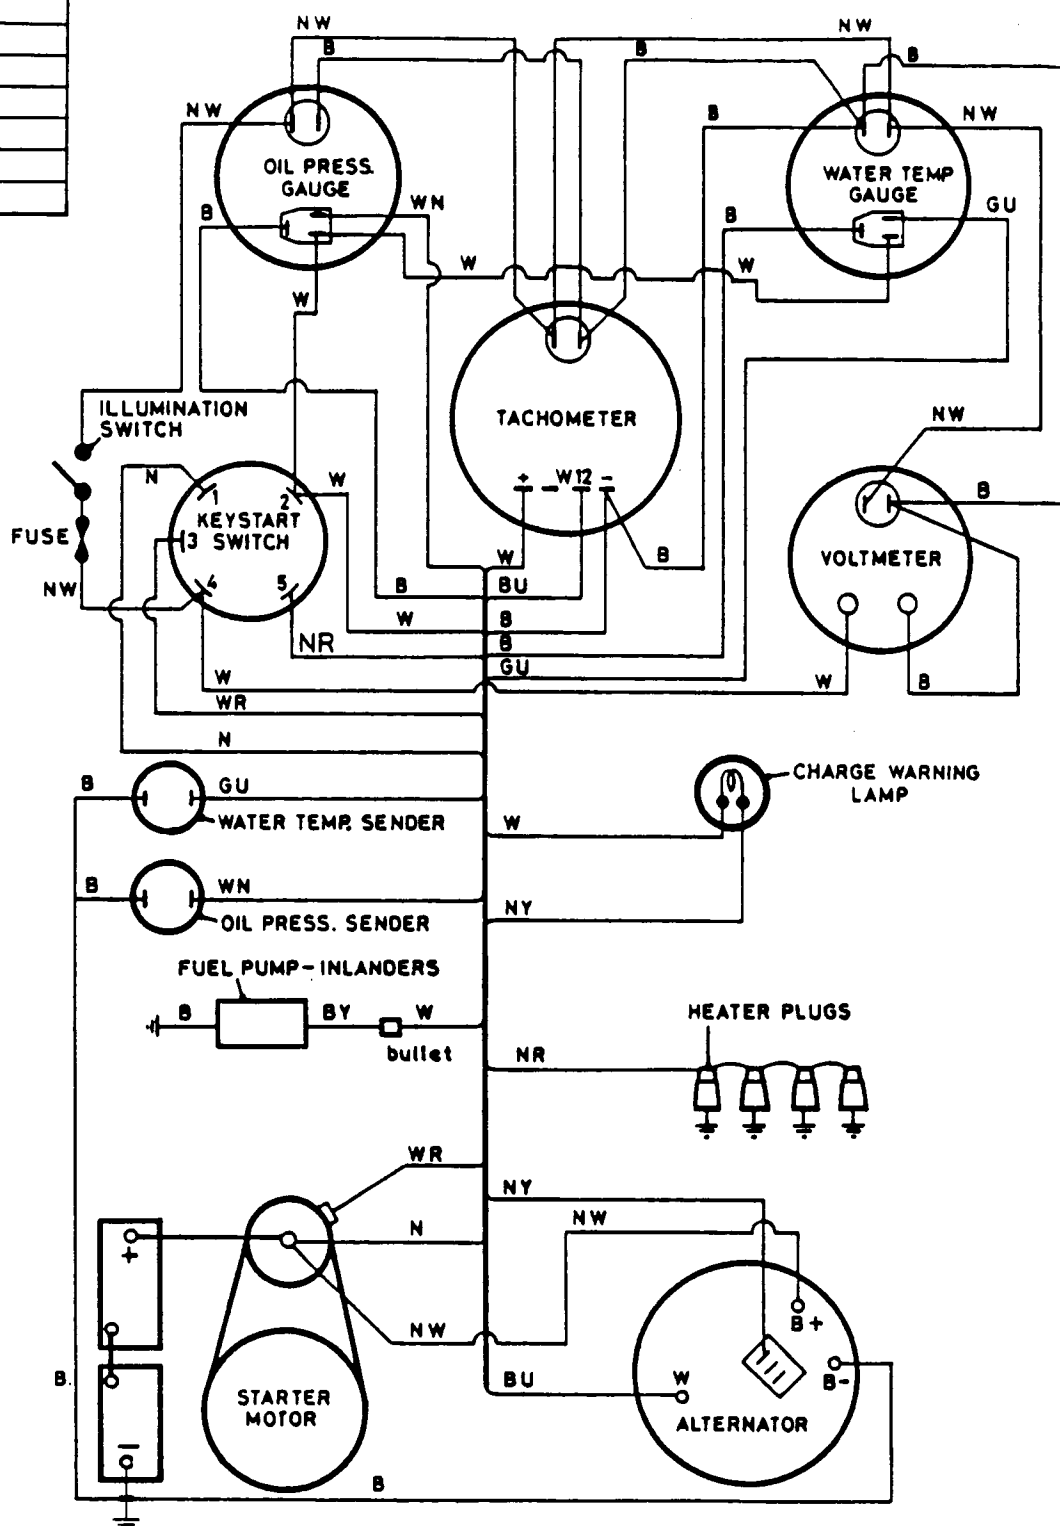 NW
B
NW
B
B
NW
OIL PRESS.
GAUGE
B
WN
B
NW
WATER TEMP
GAUGE
GU
B
W
W
W
ILLUMINATION
SWITCH
TACHOMETER
NW
N
1
2
W
KEYSTART
SWITCH
3
4
5
FUSE
NW
+
–
W12
–
B
VOLTMETER
B
W
B
BU
W
B
NR
B
GU
W
W
B
WR
N
B
GU
WATER TEMP. SENDER
CHARGE WARNING
LAMP
W
B
WN
OIL PRESS. SENDER
NY
FUEL PUMP-INLANDERS
B
BY
W
bullet
HEATER PLUGS
NR
WR
NY
NW
+
N
B+
NW
B.
BU
W
B-
STARTER
MOTOR
ALTERNATOR
–
B